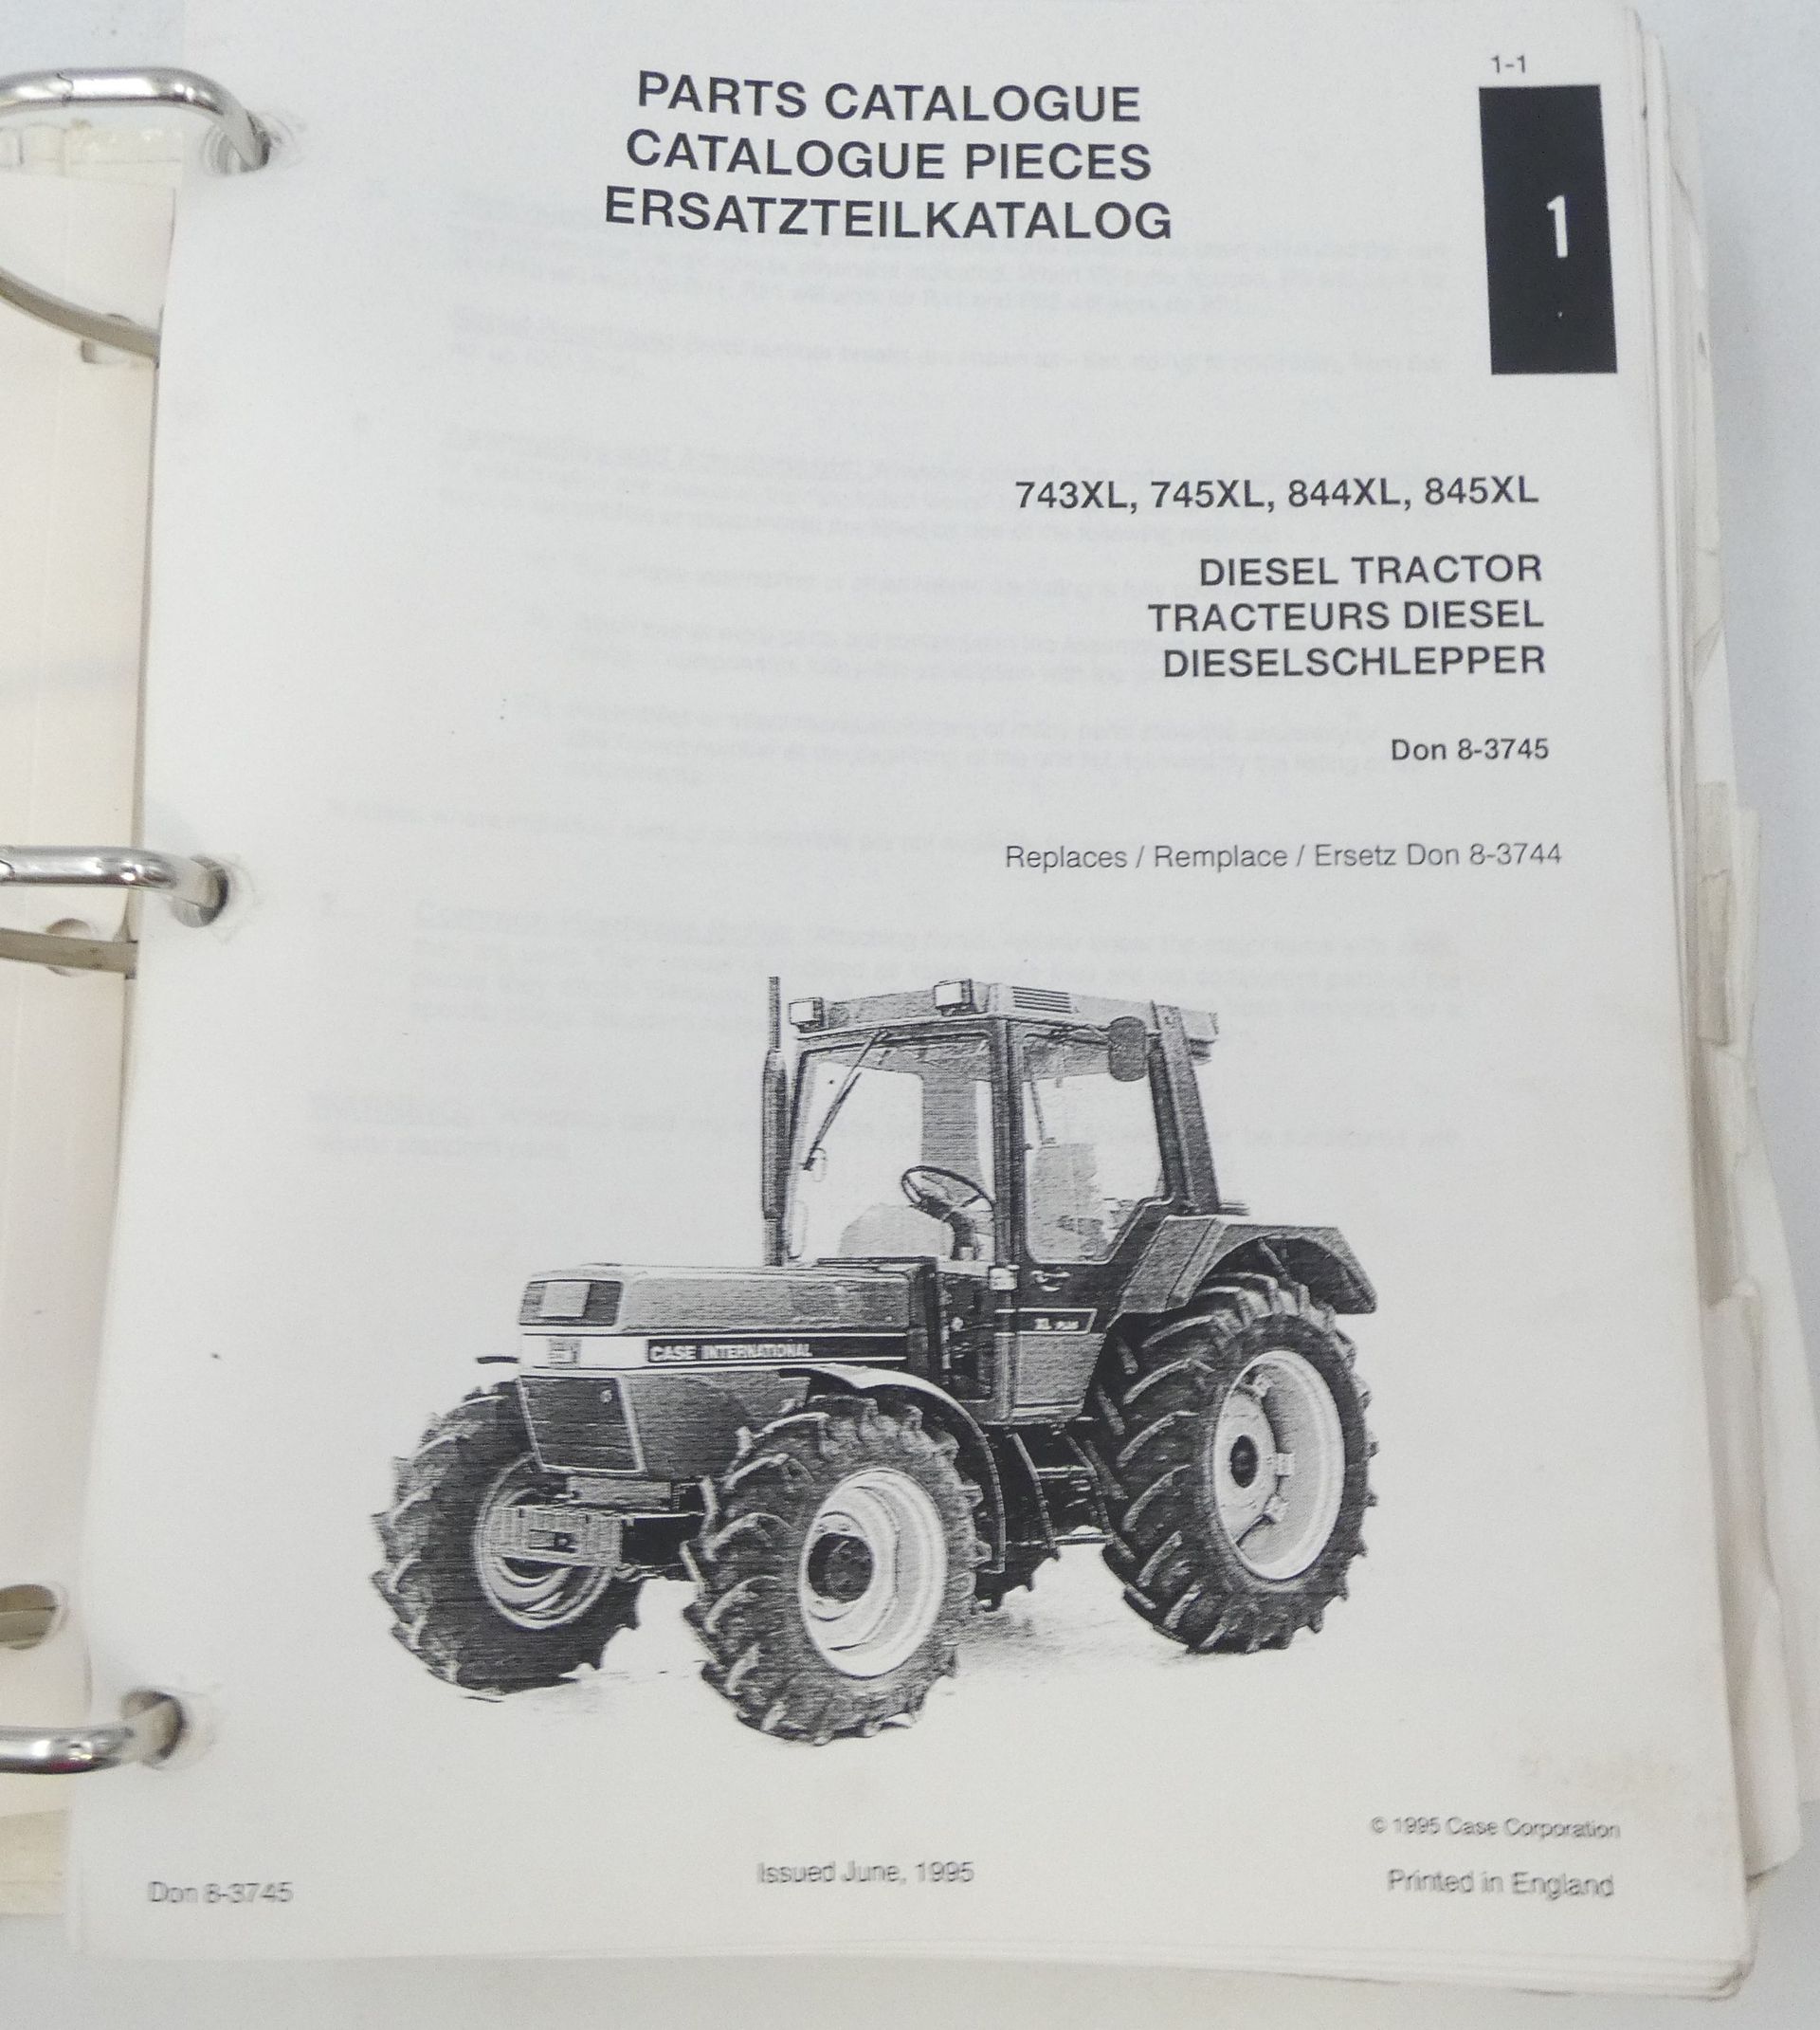 1-1
PARTS CATALOGUE
CATALOGUE PIECES
ERSATZTEILKATALOG
1
743XL, 745XL, 844XL, 845XL
DIESEL TRACTOR
TRACTEURS DIESEL
DIESELSCHLEPPER
Don 8-3745
Replaces / Remplace / Ersetz Don 8-3744
XL PLUS
CASE INTERNATIONAL
© 1995 Case Corporation
Don 8-3745
Issued June, 1995
Printed in England